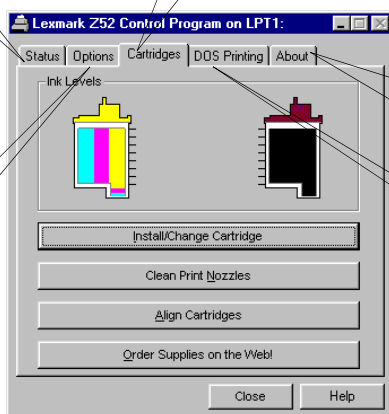 Lexmark Z52 Control Program on LPT1:
Status Options Cartridges DOS Printing About
Ink Levels
Install/Change Cartridge
Clean Print Nozzles
Align Cartridges
Order Supplies on the Web!
Close Help